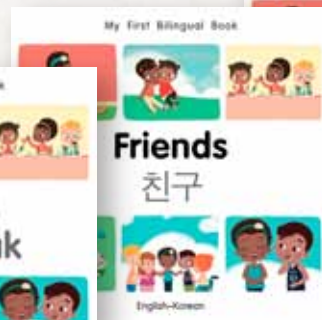 My First Bilingual Book
Friends
친구
English–Korean
k